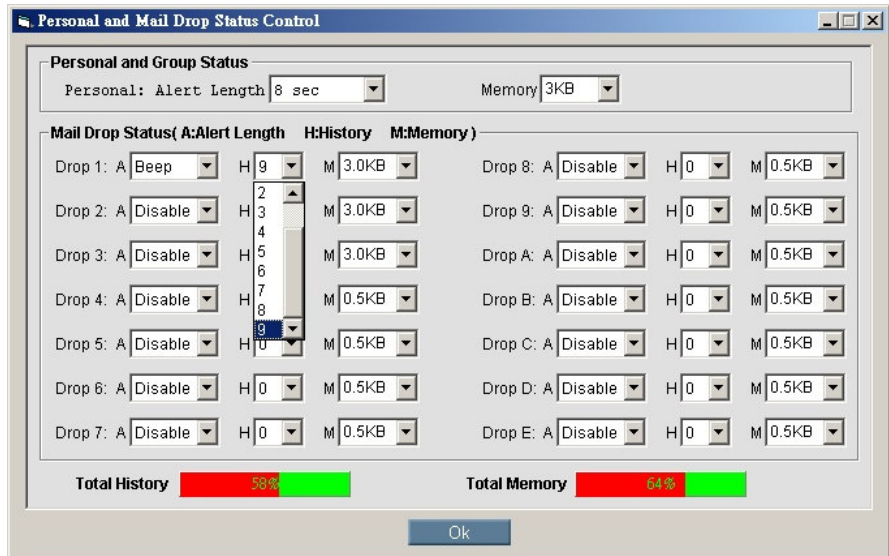 Personal and Mail Drop Status Control
Personal and Group Status
Personal: Alert Length 8 sec Memory 3KB
Mail Drop Status( A:Alert Length H:History M:Memory )
Drop 1: A Beep H 9 M 3.0KB Drop 8: A Disable H 0 M 0.5KB
2
Drop 2: A Disable H 3 M 3.0KB Drop 9: A Disable H 0 M 0.5KB
4
Drop 3: A Disable H 5 M 3.0KB Drop A: A Disable H 0 M 0.5KB
6
Drop 4: A Disable H 7 M 0.5KB Drop B: A Disable H 0 M 0.5KB
8
9
Drop 5: A Disable H 0 M 0.5KB Drop C: A Disable H 0 M 0.5KB
Drop 6: A Disable H 0 M 0.5KB Drop D: A Disable H 0 M 0.5KB
Drop 7: A Disable H 0 M 0.5KB Drop E: A Disable H 0 M 0.5KB
Total History 58% Total Memory 64%
Ok